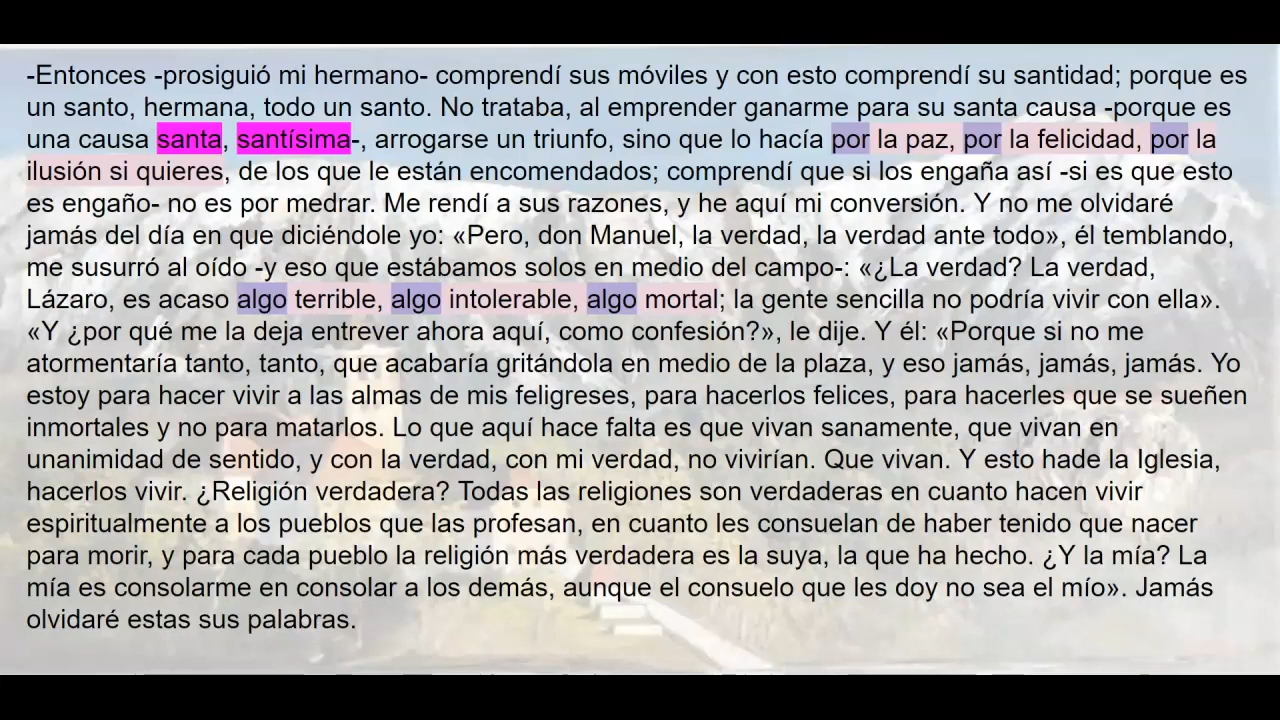 -Entonces -prosiguió mi hermano- comprendí sus móviles y con esto comprendí su santidad; porque es
un santo, hermana, todo un santo. No trataba, al emprender ganarme para su santa causa -porque es
una causa santa, santísima-, arrogarse un triunfo, sino que lo hacía por la paz, por la felicidad, por la
ilusión si quieres, de los que le están encomendados; comprendí que si los engaña así -si es que esto
es engaño- no es por medrar. Me rendí a sus razones, y he aquí mi conversión. Y no me olvidaré
jamás del día en que diciéndole yo: «Pero, don Manuel, la verdad, la verdad ante todo», él temblando,
me susurró al oído -y eso que estábamos solos en medio del campo-: «¿La verdad? La verdad,
Lázaro, es acaso algo terrible, algo intolerable, algo mortal; la gente sencilla no podría vivir con ella».
«Y ¿por qué me la deja entrever ahora aquí, como confesión?», le dije. Y él: «Porque si no me
atormentaría tanto, tanto, que acabaría gritándola en medio de la plaza, y eso jamás, jamás, jamás. Yo
estoy para hacer vivir a las almas de mis feligreses, para hacerlos felices, para hacerles que se sueñen
inmortales y no para matarlos. Lo que aquí hace falta es que vivan sanamente, que vivan en
unanimidad de sentido, y con la verdad, con mi verdad, no vivirían. Que vivan. Y esto hade la Iglesia,
hacerlos vivir. ¿Religión verdadera? Todas las religiones son verdaderas en cuanto hacen vivir
espiritualmente a los pueblos que las profesan, en cuanto les consuelan de haber tenido que nacer
para morir, y para cada pueblo la religión más verdadera es la suya, la que ha hecho. ¿Y la mía? La
mía es consolarme en consolar a los demás, aunque el consuelo que les doy no sea el mío». Jamás
olvidaré estas sus palabras.